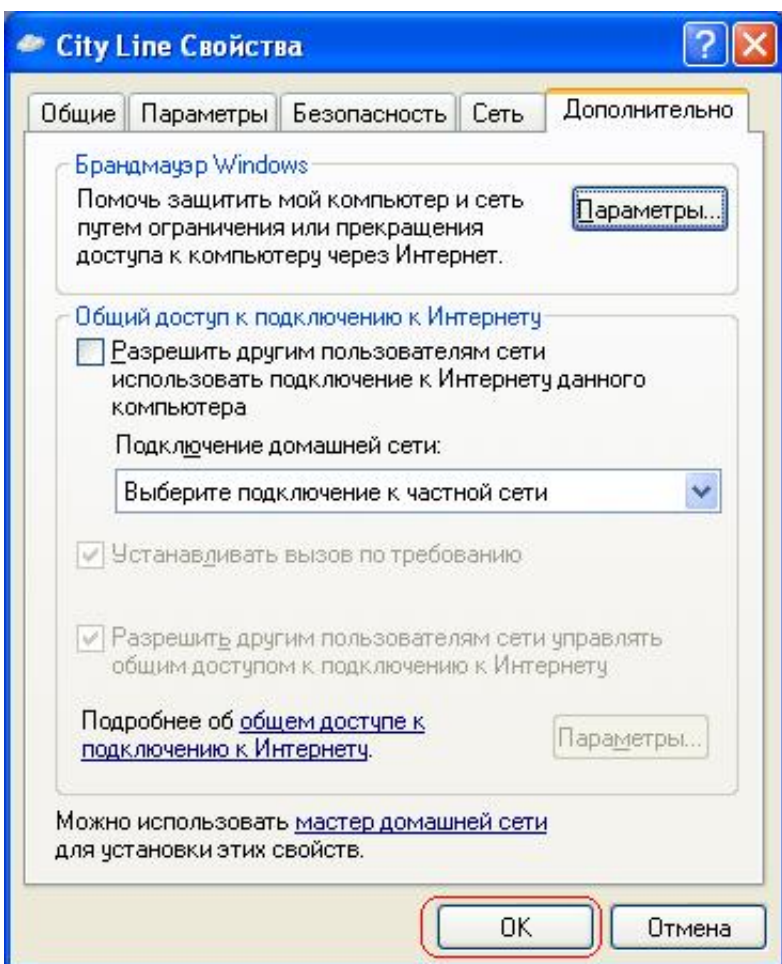 City Line Свойства
Общие
Параметры
Безопасность
Сеть
Дополнительно
Брандмауэр Windows
Помочь защитить мой компьютер и сеть
путем ограничения или прекращения
доступа к компьютеру через Интернет.
Параметры...
Общий доступ к подключению к Интернету
Разрешить другим пользователям сети
использовать подключение к Интернету данного
компьютера
Подключение домашней сети:
Выберите подключение к частной сети
Устанавливать вызов по требованию
Разрешить другим пользователям сети управлять
общим доступом к подключению к Интернету
Подробнее об общем доступе к
подключению к Интернету.
Параметры...
Можно использовать мастер домашней сети
для установки этих свойств.
ОК
Отмена